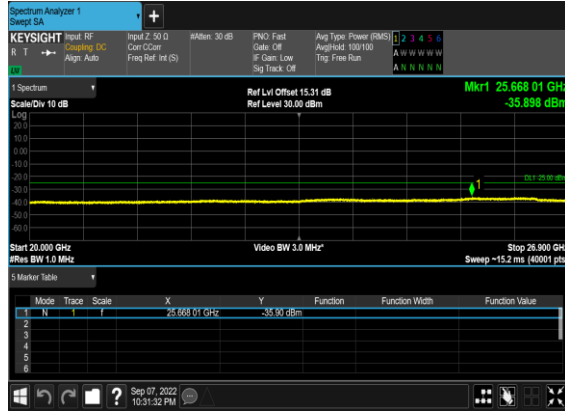 Spectrum Analyzer 1
Swept SA
KEYSIGHT
R T
Input: RF
Coupling: DC
Align: Auto
Input Z: 50 Ω
Corr CCorr
Freq Ref: Int (S)
#Atten: 30 dB
PNO: Fast
Gate: Off
IF Gain: Low
Sig Track: Off
Avg Type: Power (RMS)
Avg|Hold: 100/100
Trig: Free Run
1 2 3 4 5 6
A W W W W W
A N N N N N
1 Spectrum
Scale/Div 10 dB
Ref Lvl Offset 15.31 dB
Ref Level 30.00 dBm
Mkr1 25.668 01 GHz
-35.898 dBm
Log
20.0
10.0
0.00
-10.0
-20.0
-30.0
-40.0
-50.0
-60.0
DL1 -25.00 dBm
1
Start 20.000 GHz
#Res BW 1.0 MHz
Video BW 3.0 MHz*
Stop 26.900 GHz
Sweep ~15.2 ms (40001 pts)
5 Marker Table
Mode Trace Scale X Y Function Function Width Function Value
1 N 1 f 25.668 01 GHz -35.90 dBm
2
3
4
5
6
?
Sep 07, 2022
10:31:32 PM